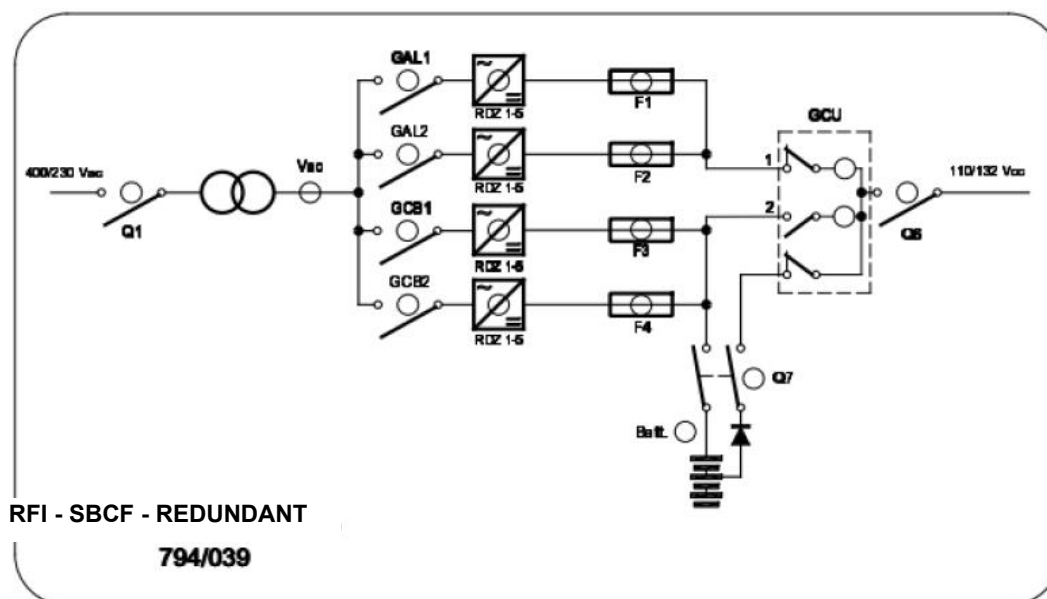 GAL1
RDZ 1-5
F1
GCU
GAL2
RDZ 1-5
F2
1
400/230 Vac
Vac
110/132 Vcc
Q1
GCB1
RDZ 1-5
F3
2
Q6
GCB2
RDZ 1-5
F4
Q7
Batt.
RFI - SBCF - REDUNDANT
794/039